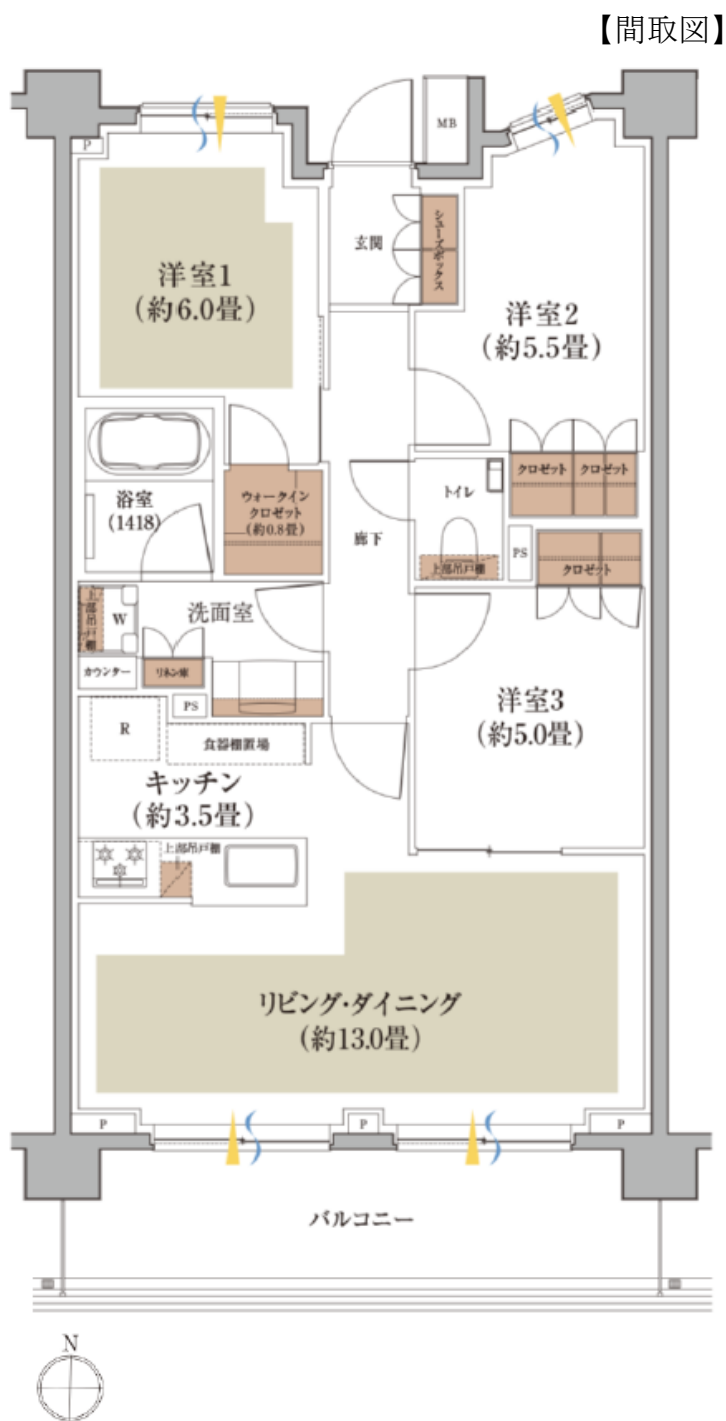 【間取図】
MB
P
洋室1
(約6.0畳)
玄関
シューズボックス
洋室2
(約5.5畳)
浴室
(1418)
ウォークイン
クロゼット
(約0.8畳)
廊下
トイレ
クロゼット
クロゼット
上部吊戸棚
PS
クロゼット
上部吊戸棚
W
洗面室
カウンター
リネン庫
PS
洋室3
(約5.0畳)
R
食器棚置場
キッチン
(約3.5畳)
上部吊戸棚
リビング・ダイニング
(約13.0畳)
P
P
P
バルコニー
N